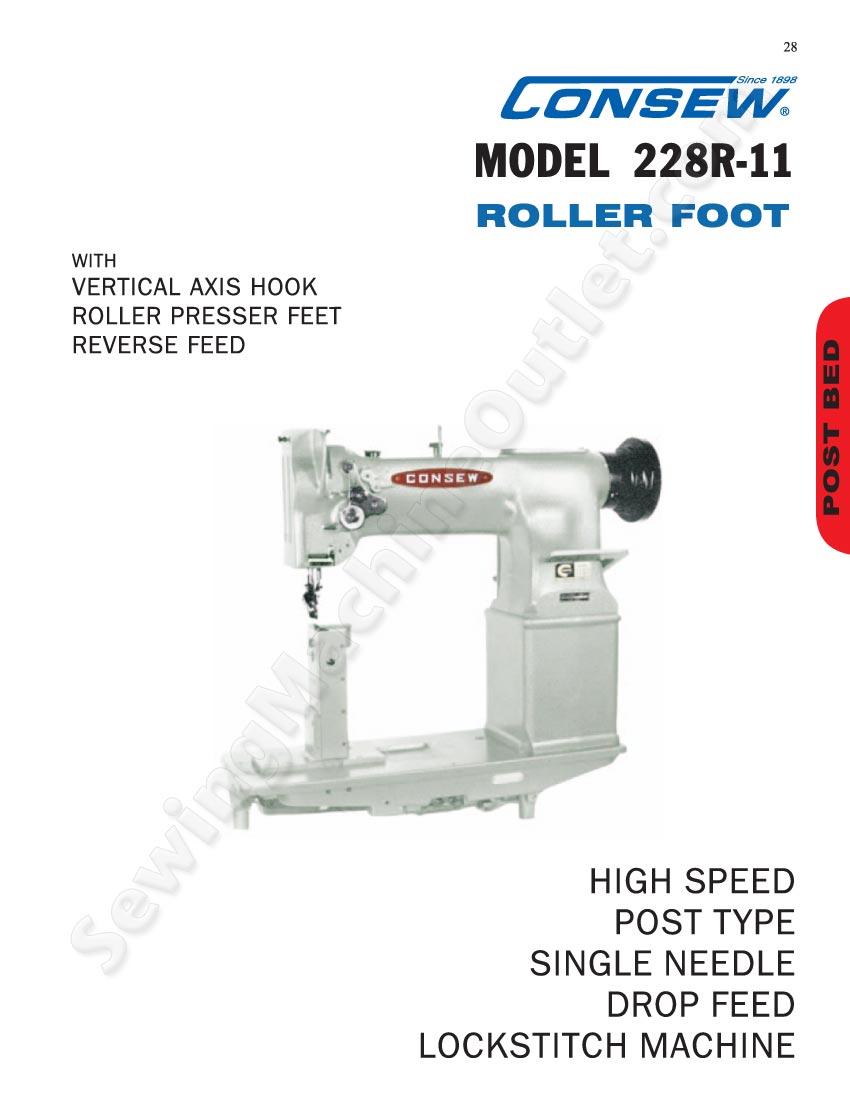 28
Since 1898
CONSEW®
MODEL 228R-11
ROLLER FOOT
WITH
VERTICAL AXIS HOOK
ROLLER PRESSER FEET
REVERSE FEED
POST BED
CONSEW
SewingMachineOutlet.com
HIGH SPEED
POST TYPE
SINGLE NEEDLE
DROP FEED
LOCKSTITCH MACHINE